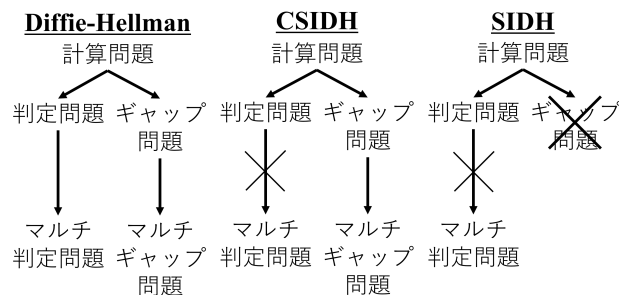 Diffie-Hellman
計算問題
判定問題
ギャップ
問題
マルチ
判定問題
マルチ
ギャップ
問題
CSIDH
計算問題
判定問題
ギャップ
問題
マルチ
判定問題
マルチ
ギャップ
問題
SIDH
計算問題
判定問題
ギャップ
問題
マルチ
判定問題